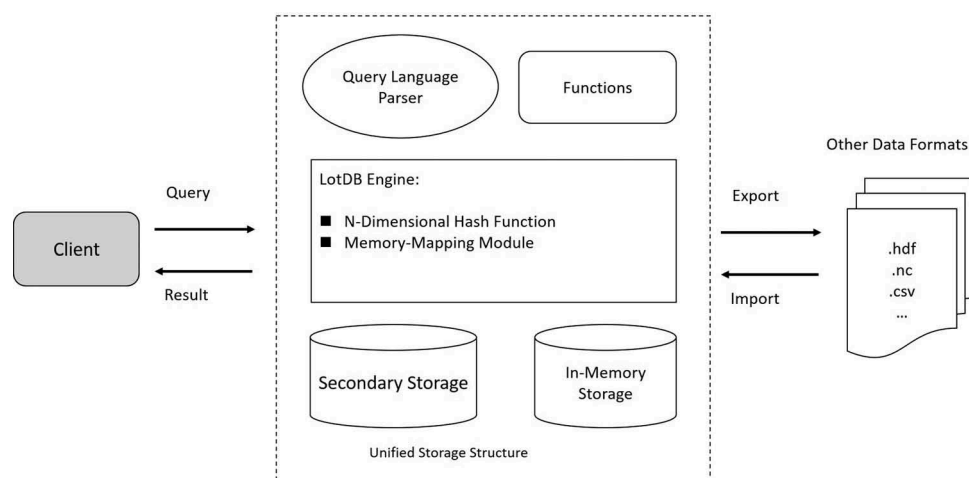 Query Language
Parser
Functions
Other Data Formats
LotDB Engine:
■ N-Dimensional Hash Function
■ Memory-Mapping Module
Query
Client
Result
Export
Import
.hdf
.nc
.csv
...
Secondary Storage
In-Memory
Storage
Unified Storage Structure